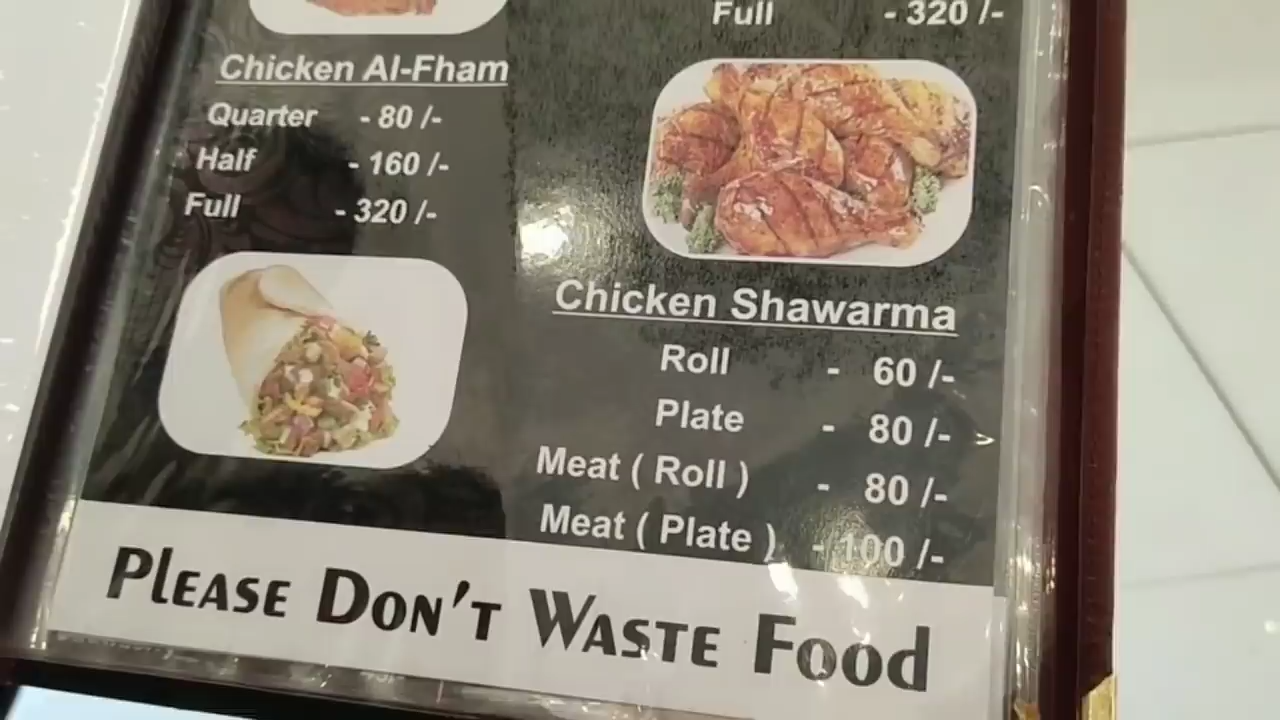 Full - 320 /-
Chicken Al-Fham
Quarter - 80 /-
Half - 160 /-
Full - 320 /-
Chicken Shawarma
Roll - 60 /-
Plate - 80 /-
Meat ( Roll ) - 80 /-
Meat ( Plate ) - 100 /-
Please Don't Waste Food